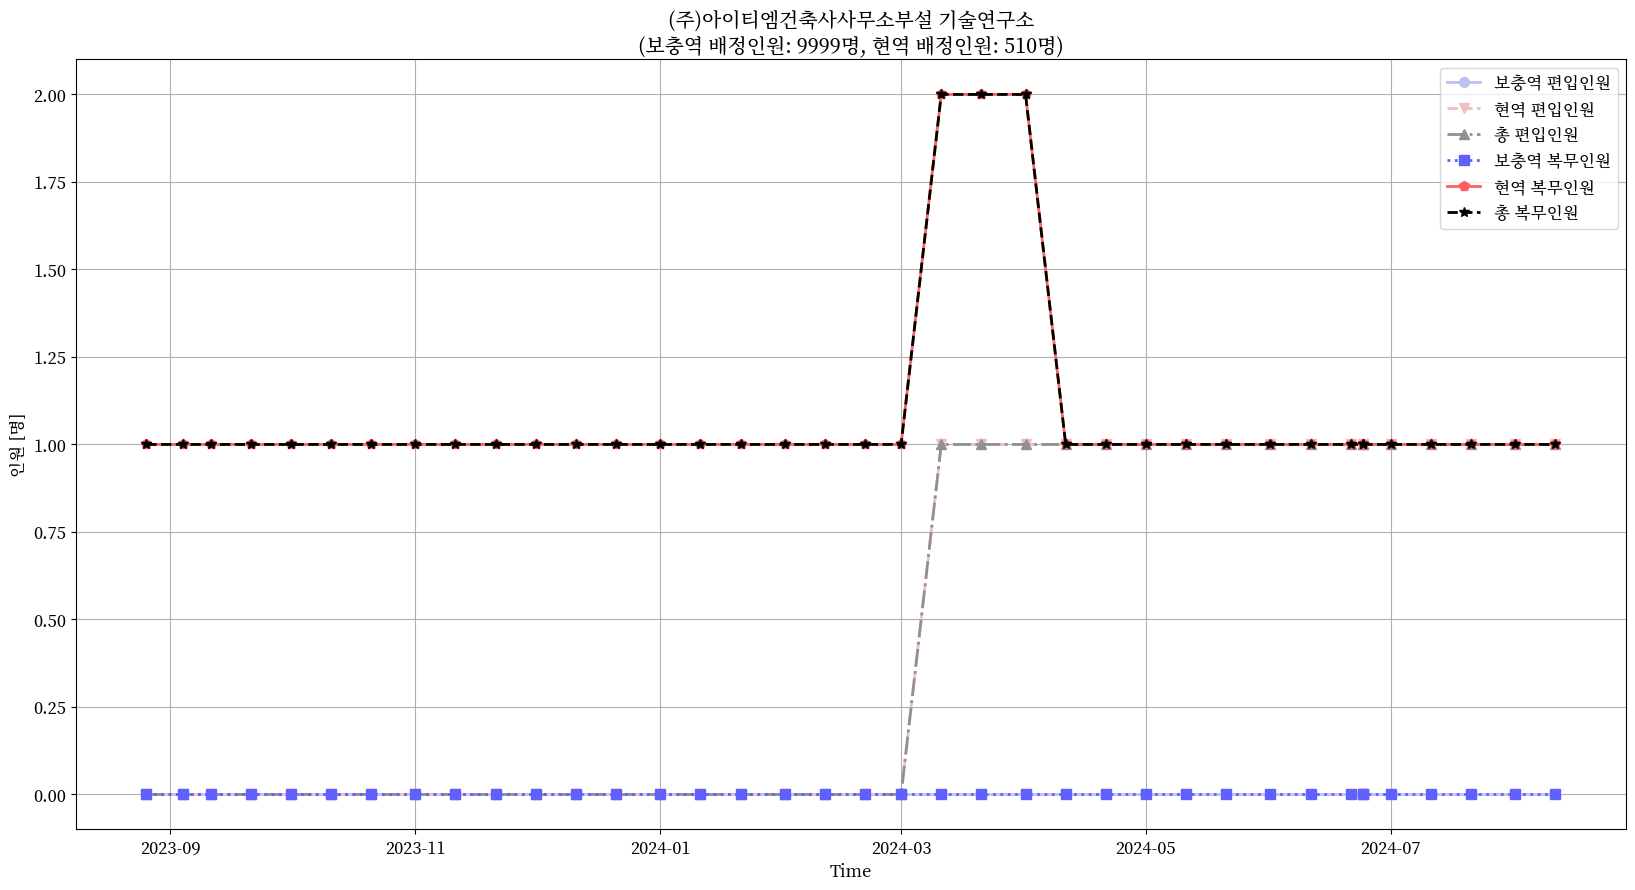 (주)아이티엠건축사사무소부설 기술연구소
(보충역 배정인원: 9999명, 현역 배정인원: 510명)
보충역 편입인원
현역 편입인원
총 편입인원
보충역 복무인원
현역 복무인원
총 복무인원
인원 [명]
2.00
1.75
1.50
1.25
1.00
0.75
0.50
0.25
0.00
2023-09
2023-11
2024-01
2024-03
2024-05
2024-07
Time